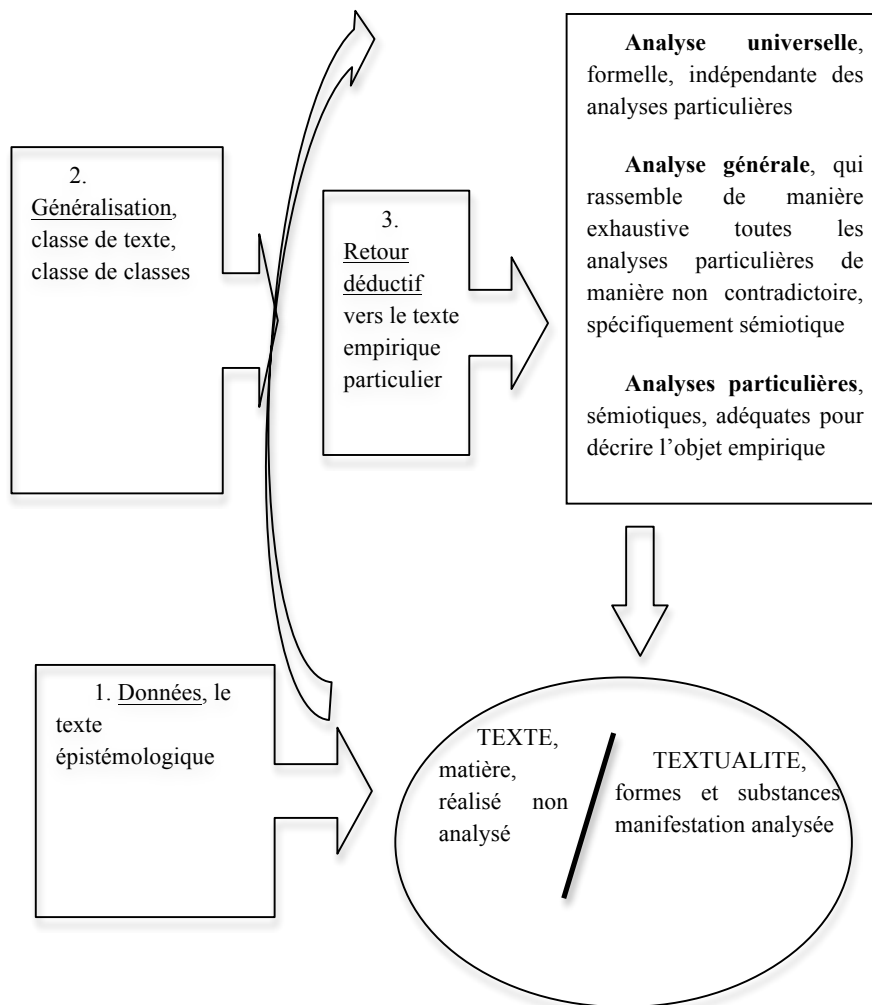 Analyse universelle,
formelle, indépendante des
analyses particulières
Analyse générale, qui
rassemble de manière
exhaustive toutes les
analyses particulières de
manière non contradictoire,
spécifiquement sémiotique
Analyses particulières,
sémiotiques, adéquates pour
décrire l’objet empirique
2.
Généralisation,
classe de texte,
classe de classes
3.
Retour
déductif
vers le texte
empirique
particulier
1. Données, le
texte
épistémologique
TEXTE,
matière,
réalisé non
analysé
TEXTUALITE,
formes et substances
manifestation analysée